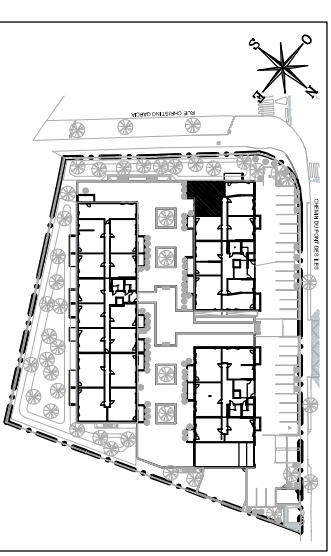 S
O
E
N
RUE CHRISTINO GARCIA
CHEMIN DU PONT DES ILES